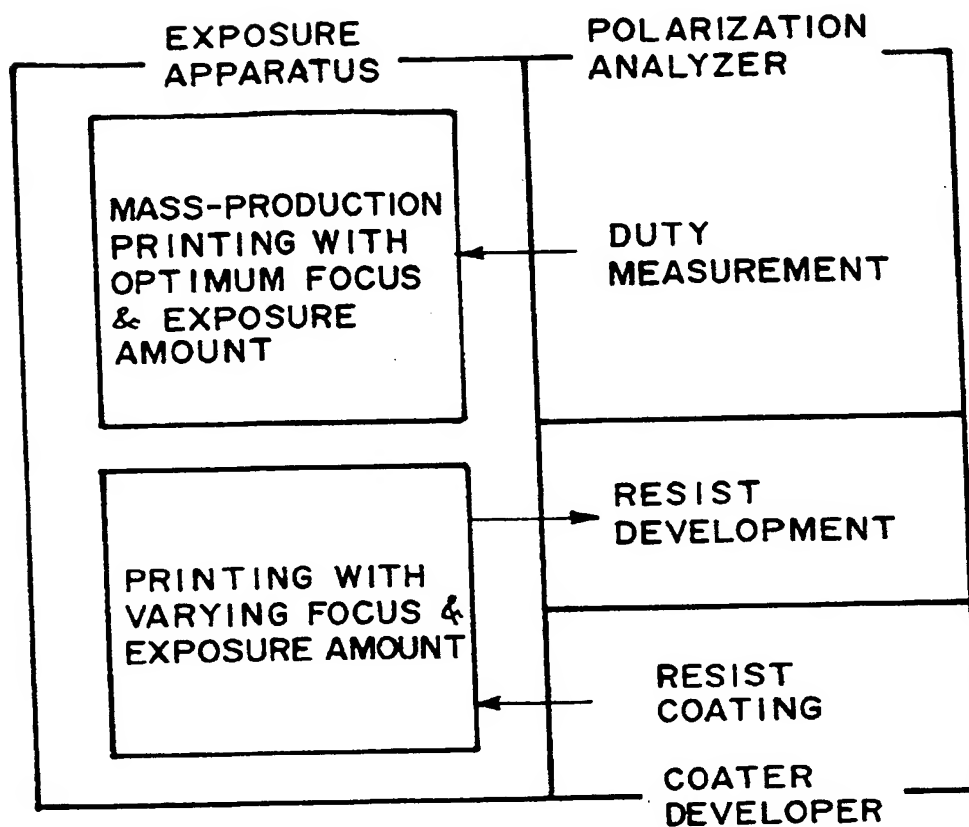 EXPOSURE
APPARATUS
POLARIZATION
ANALYZER
MASS-PRODUCTION
PRINTING WITH
OPTIMUM FOCUS
& EXPOSURE
AMOUNT
DUTY
MEASUREMENT
PRINTING WITH
VARYING FOCUS &
EXPOSURE AMOUNT
RESIST
DEVELOPMENT
RESIST
COATING
COATER
DEVELOPER